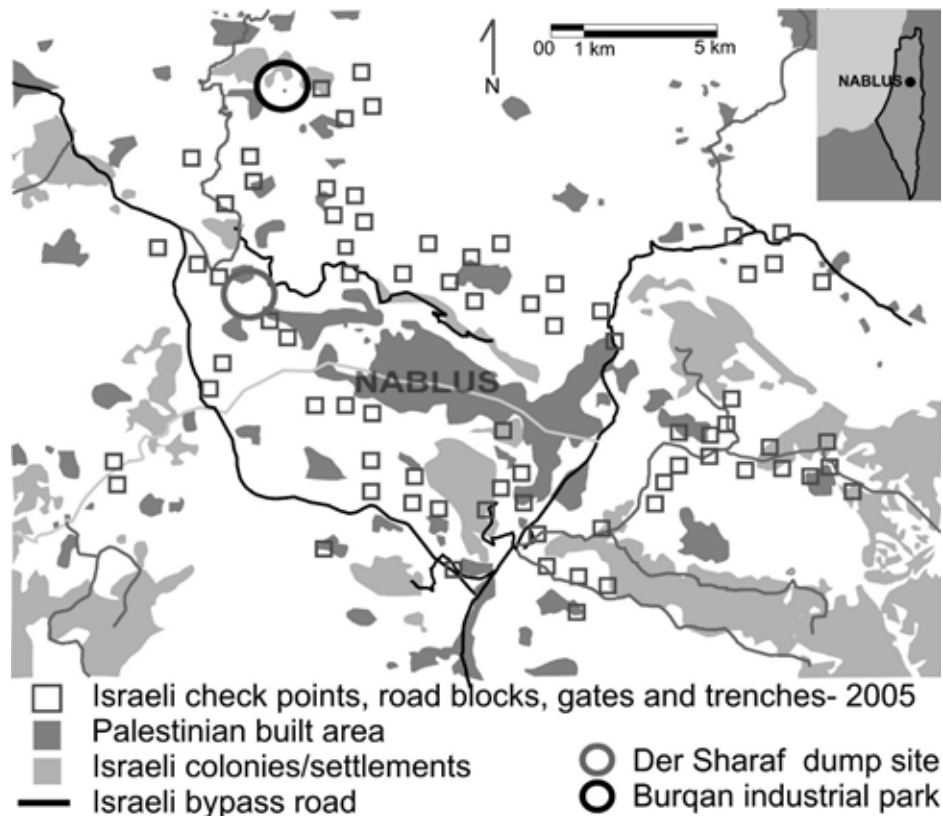 00 1 km 5 km
N
NABLUS
NABLUS
Israeli check points, road blocks, gates and trenches- 2005
Palestinian built area
Israeli colonies/settlements
Israeli bypass road
Der Sharaf dump site
Burqan industrial park